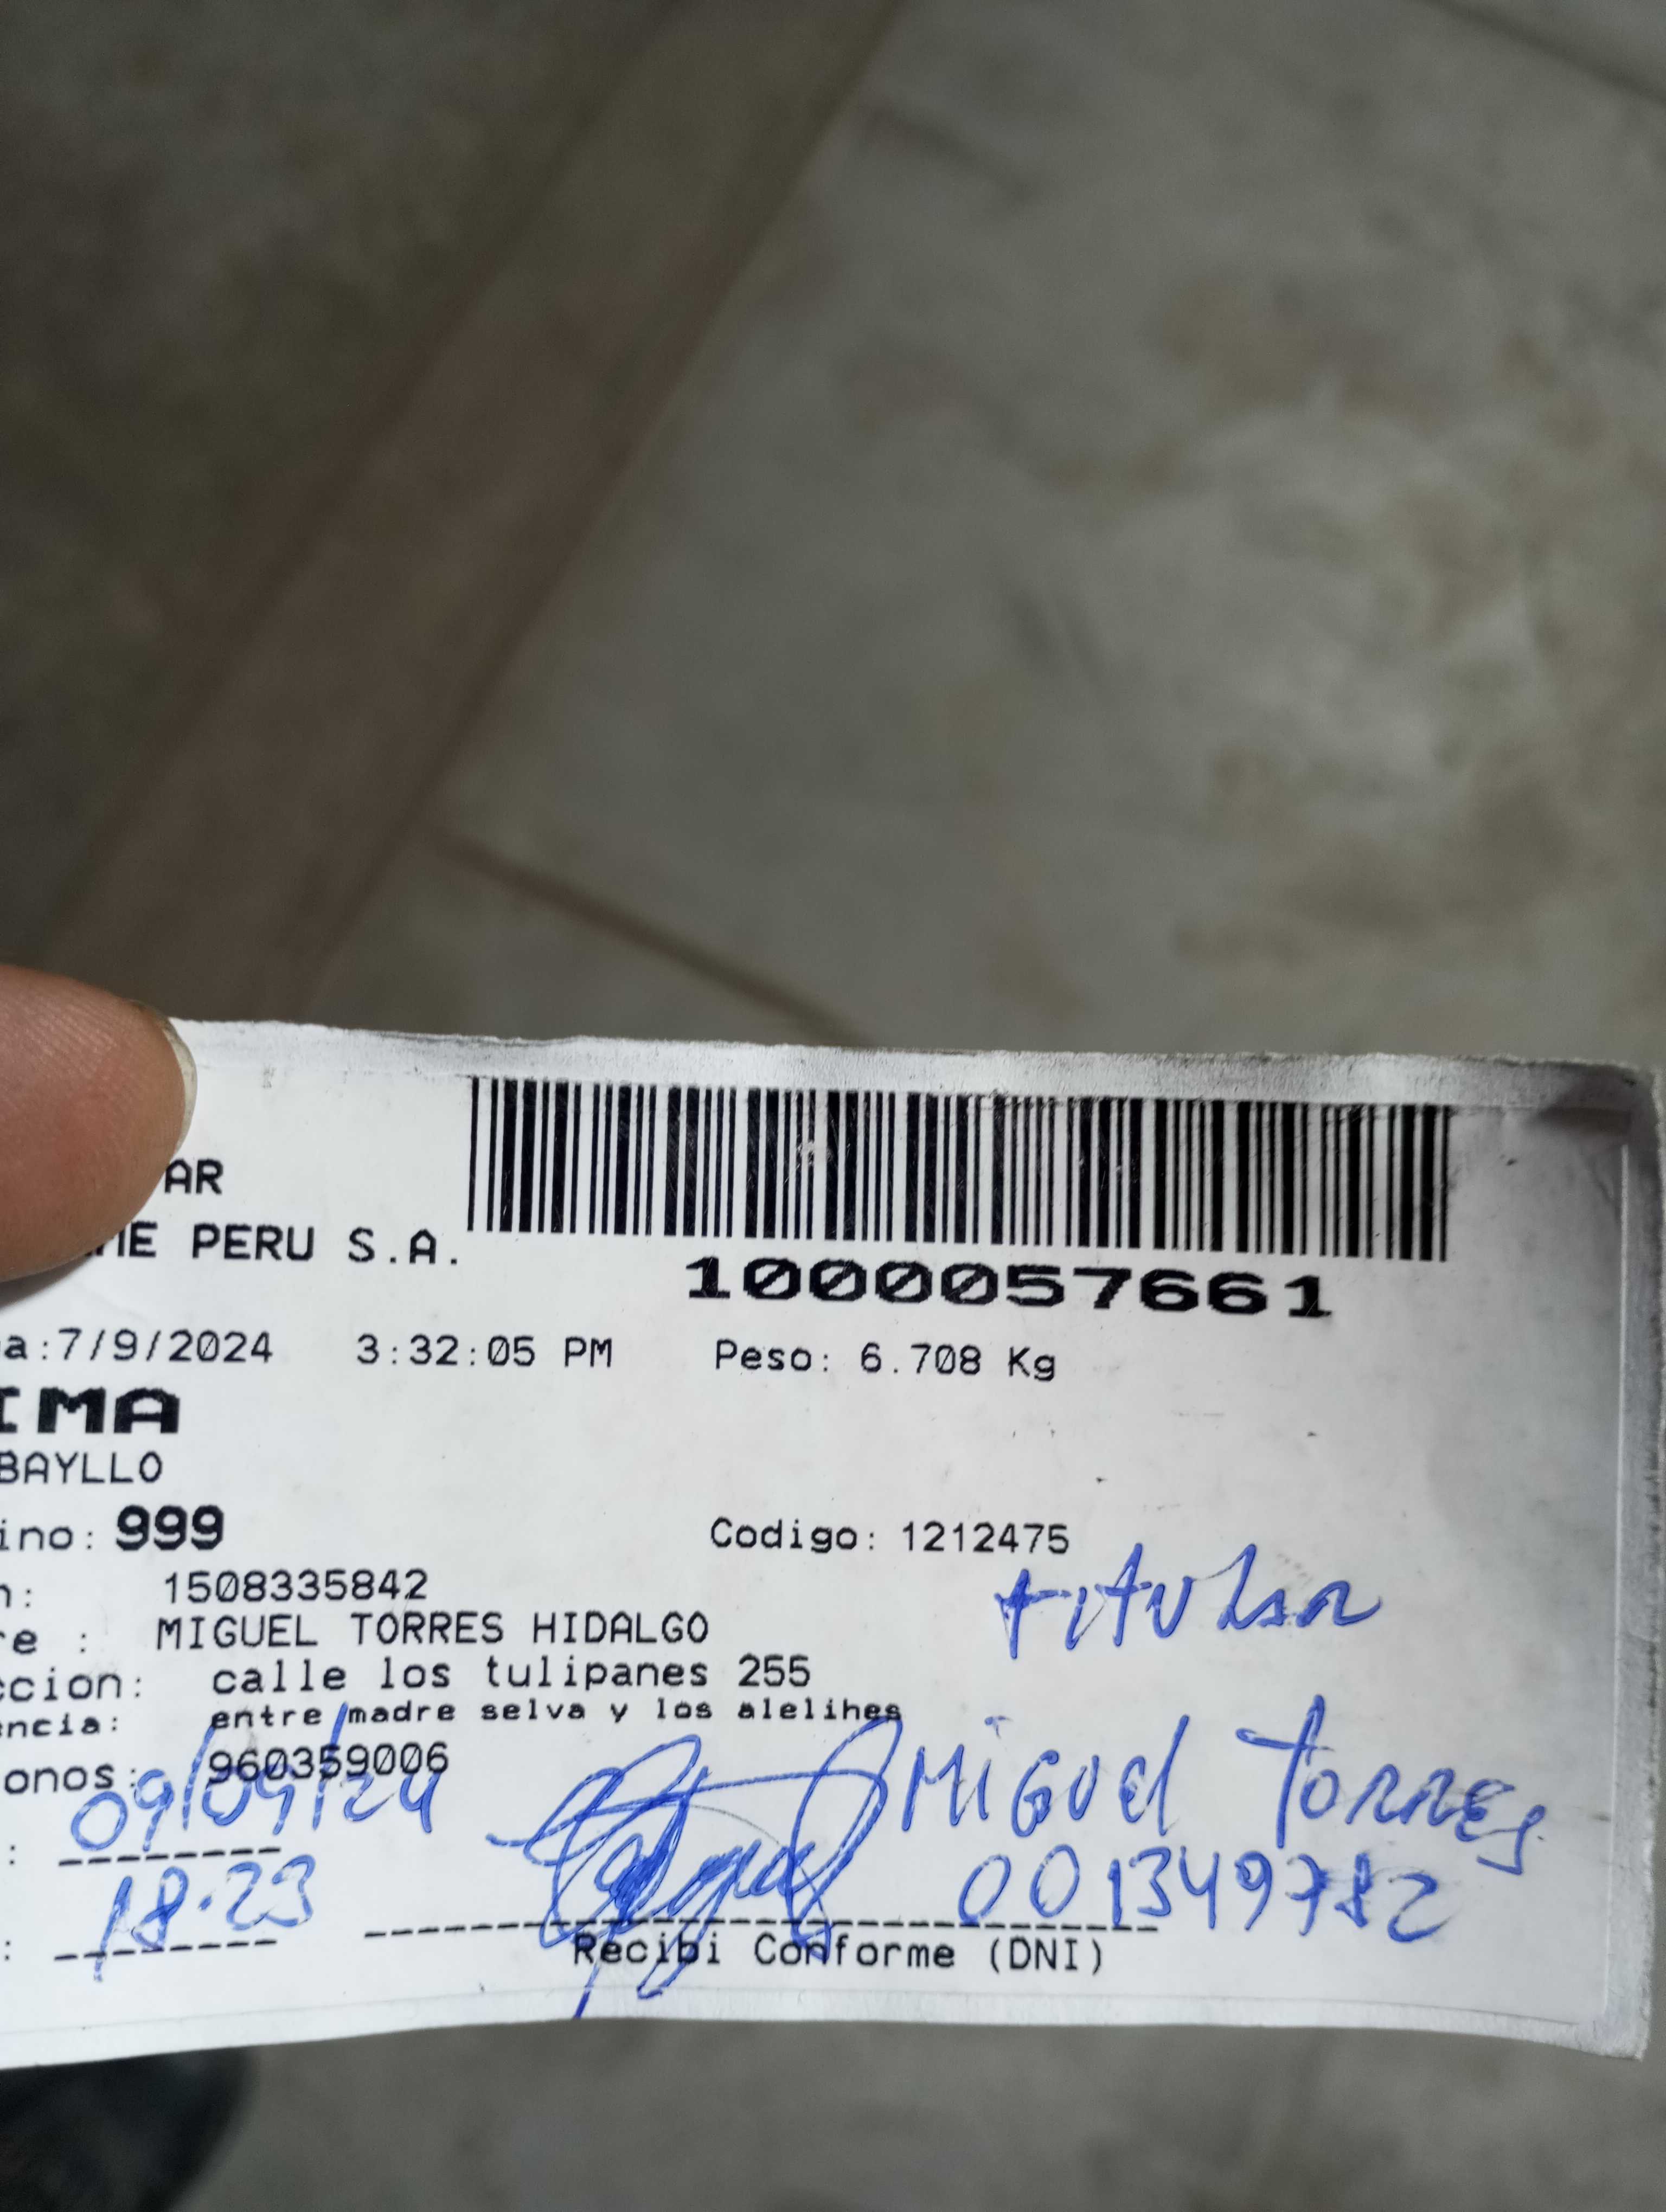 AR
ME PERU S.A.
1000057661
a:7/9/2024 3:32:05 PM Peso: 6.708 Kg
IMA
BAYLLO
ino: 999 Codigo: 1212475
n: 1508335842
titular
re : MIGUEL TORRES HIDALGO
ccion: calle los tulipanes 255
encia: entre madre selva y los alelihes
onos: 960359006
: 09/09/24 Miguel Torres
: 18:23 001349782
Recibi Conforme (DNI)